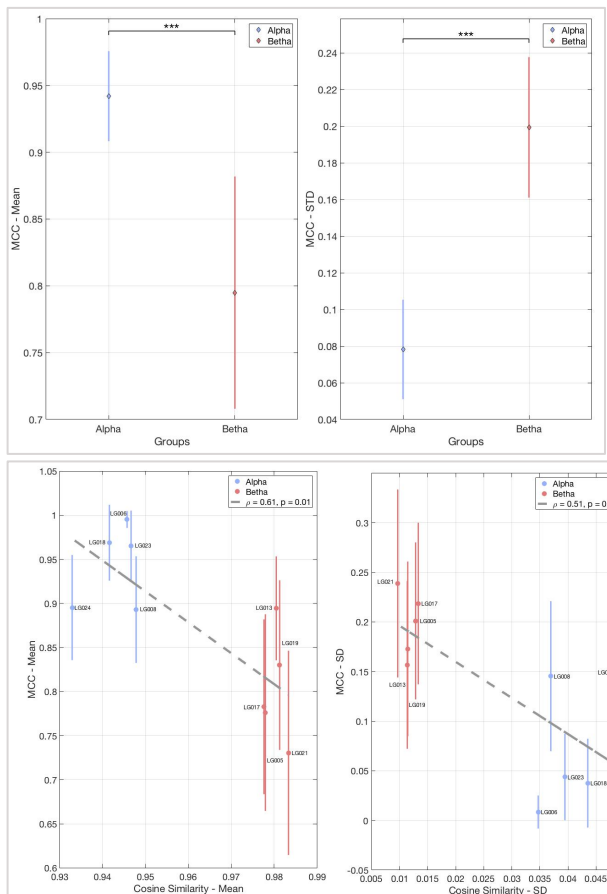 ***
Alpha
Betha
MCC - Mean
1
0.95
0.9
0.85
0.8
0.75
0.7
Alpha
Betha
Groups
***
Alpha
Betha
MCC - STD
0.24
0.22
0.2
0.18
0.16
0.14
0.12
0.1
0.08
0.06
0.04
Alpha
Betha
Groups
Alpha
Betha
ρ = 0.61, p = 0.01
MCC - Mean
1.05
1
0.95
0.9
0.85
0.8
0.75
0.7
0.65
0.6
LG006
LG018
LG023
LG024
LG008
LG013
LG019
LG017
LG005
LG021
0.93
0.94
0.95
0.96
0.97
0.98
0.99
Cosine Similarity - Mean
Alpha
Betha
ρ = 0.51, p = 0
MCC - SD
0.3
0.25
0.2
0.15
0.1
0.05
0
-0.05
LG021
LG017
LG005
LG013
LG019
LG008
LG0
LG023
LG018
LG006
0.005
0.01
0.015
0.02
0.025
0.03
0.035
0.04
0.045
Cosine Similarity - SD